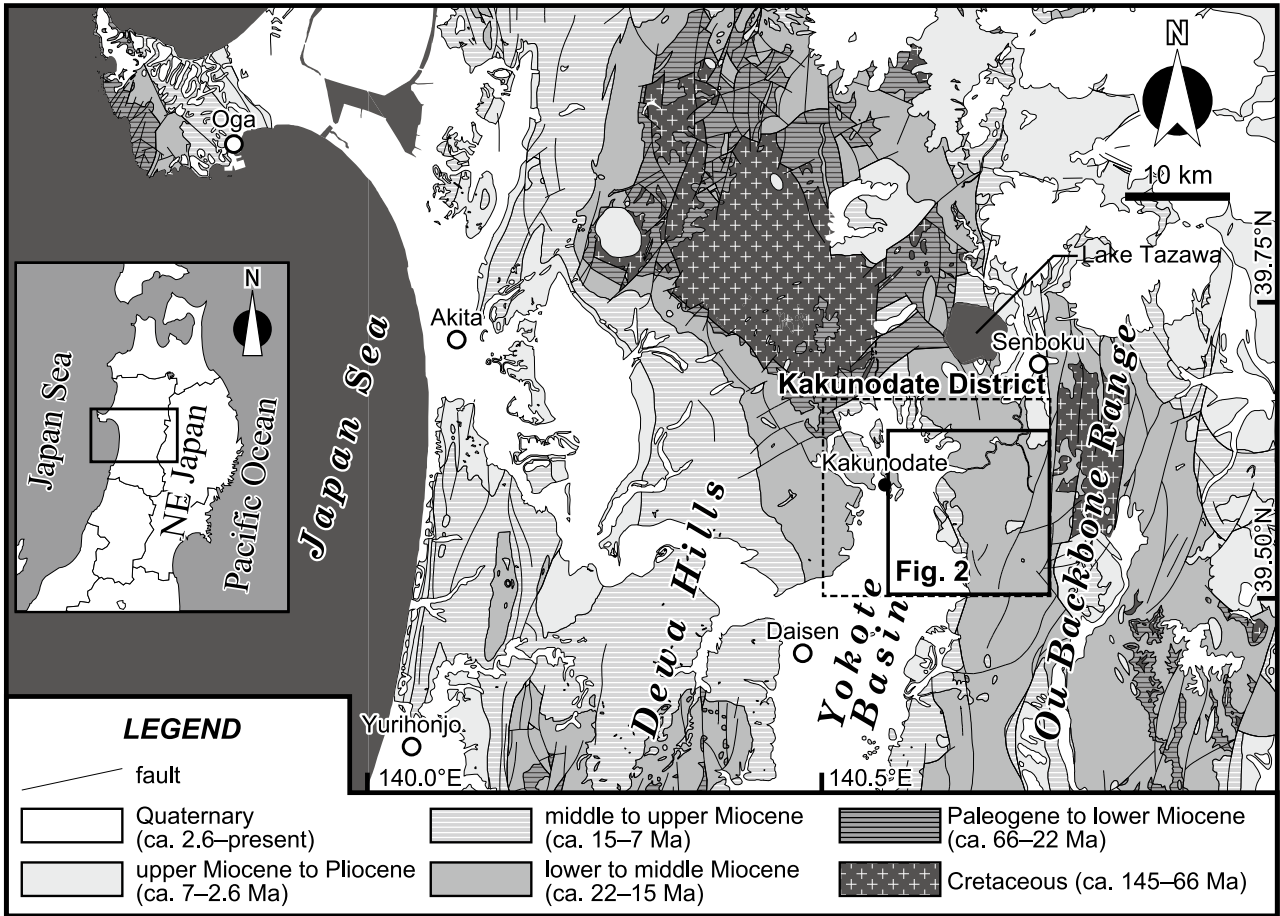 N
Oga
10 km
39.75°N
Lake Tazawa
Akita
Senboku
Kakunodate District
N
Japan Sea
NE Japan
Pacific Ocean
Japan Sea
Kakunodate
Fig. 2
39.50°N
Dewa Hills
Daisen
Yokote
Basin
Ou Backbone Range
Yurihonjo
140.0°E
140.5°E
LEGEND
fault
Quaternary
(ca. 2.6–present)
upper Miocene to Pliocene
(ca. 7–2.6 Ma)
middle to upper Miocene
(ca. 15–7 Ma)
lower to middle Miocene
(ca. 22–15 Ma)
Paleogene to lower Miocene
(ca. 66–22 Ma)
Cretaceous (ca. 145–66 Ma)